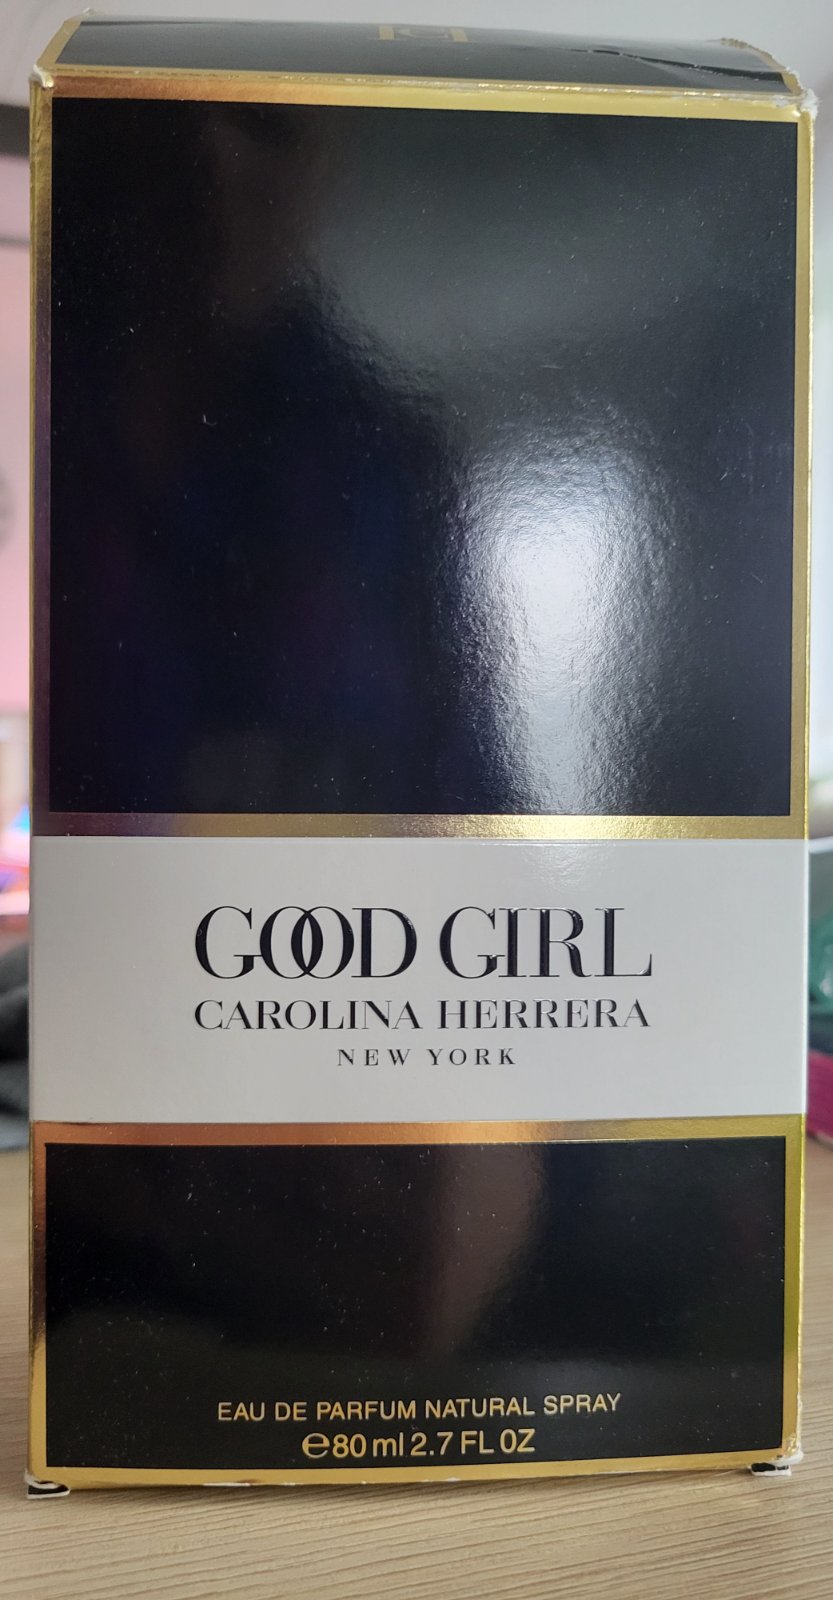 GOOD GIRL
CAROLINA HERRERA
NEW YORK
EAU DE PARFUM NATURAL SPRAY
℮80 ml 2.7 FL OZ